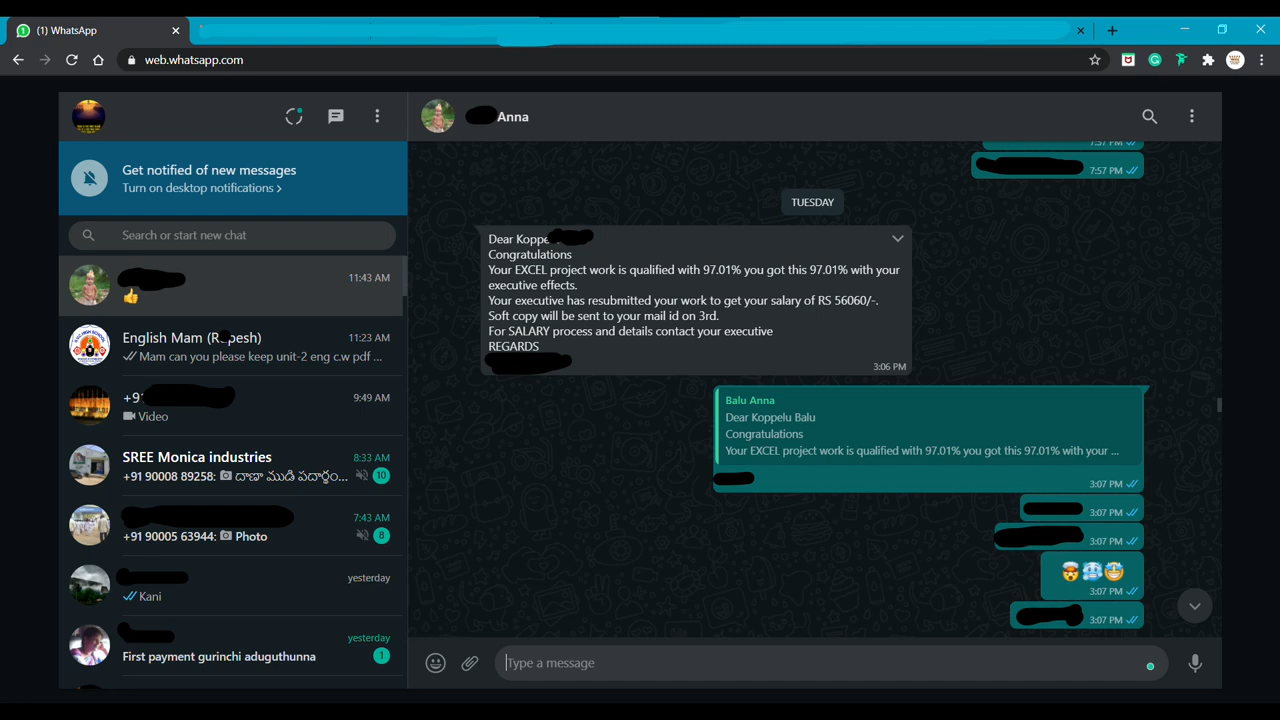 (1) WhatsApp
web.whatsapp.com
Get notified of new messages
Turn on desktop notifications >
Search or start new chat
11:43 AM
👍
English Mam (R pesh)
11:23 AM
Mam can you please keep unit-2 eng c.w pdf ...
+9
9:49 AM
Video
SREE Monica industries
8:33 AM
+91 90008 89258: దాణా ముడి పదార్థం...
10
7:43 AM
+91 90005 63944: Photo
8
yesterday
Kani
yesterday
First payment gurinchi aduguthunna
1
Anna
7:57 PM
7:57 PM
TUESDAY
Dear Koppe
Congratulations
Your EXCEL project work is qualified with 97.01% you got this 97.01% with your
executive effects.
Your executive has resubmitted your work to get your salary of RS 56060/-.
Soft copy will be sent to your mail id on 3rd.
For SALARY process and details contact your executive
REGARDS
3:06 PM
Balu Anna
Dear Koppelu Balu
Congratulations
Your EXCEL project work is qualified with 97.01% you got this 97.01% with your ...
3:07 PM
3:07 PM
3:07 PM
🤯🥶🤩
3:07 PM
3:07 PM
Type a message